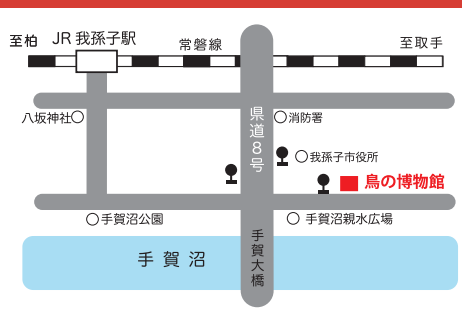 至柏
JR 我孫子駅
常磐線
至取手
八坂神社
消防署
県道8号
我孫子市役所
鳥の博物館
手賀沼公園
手賀沼親水広場
手賀沼
手賀大橋